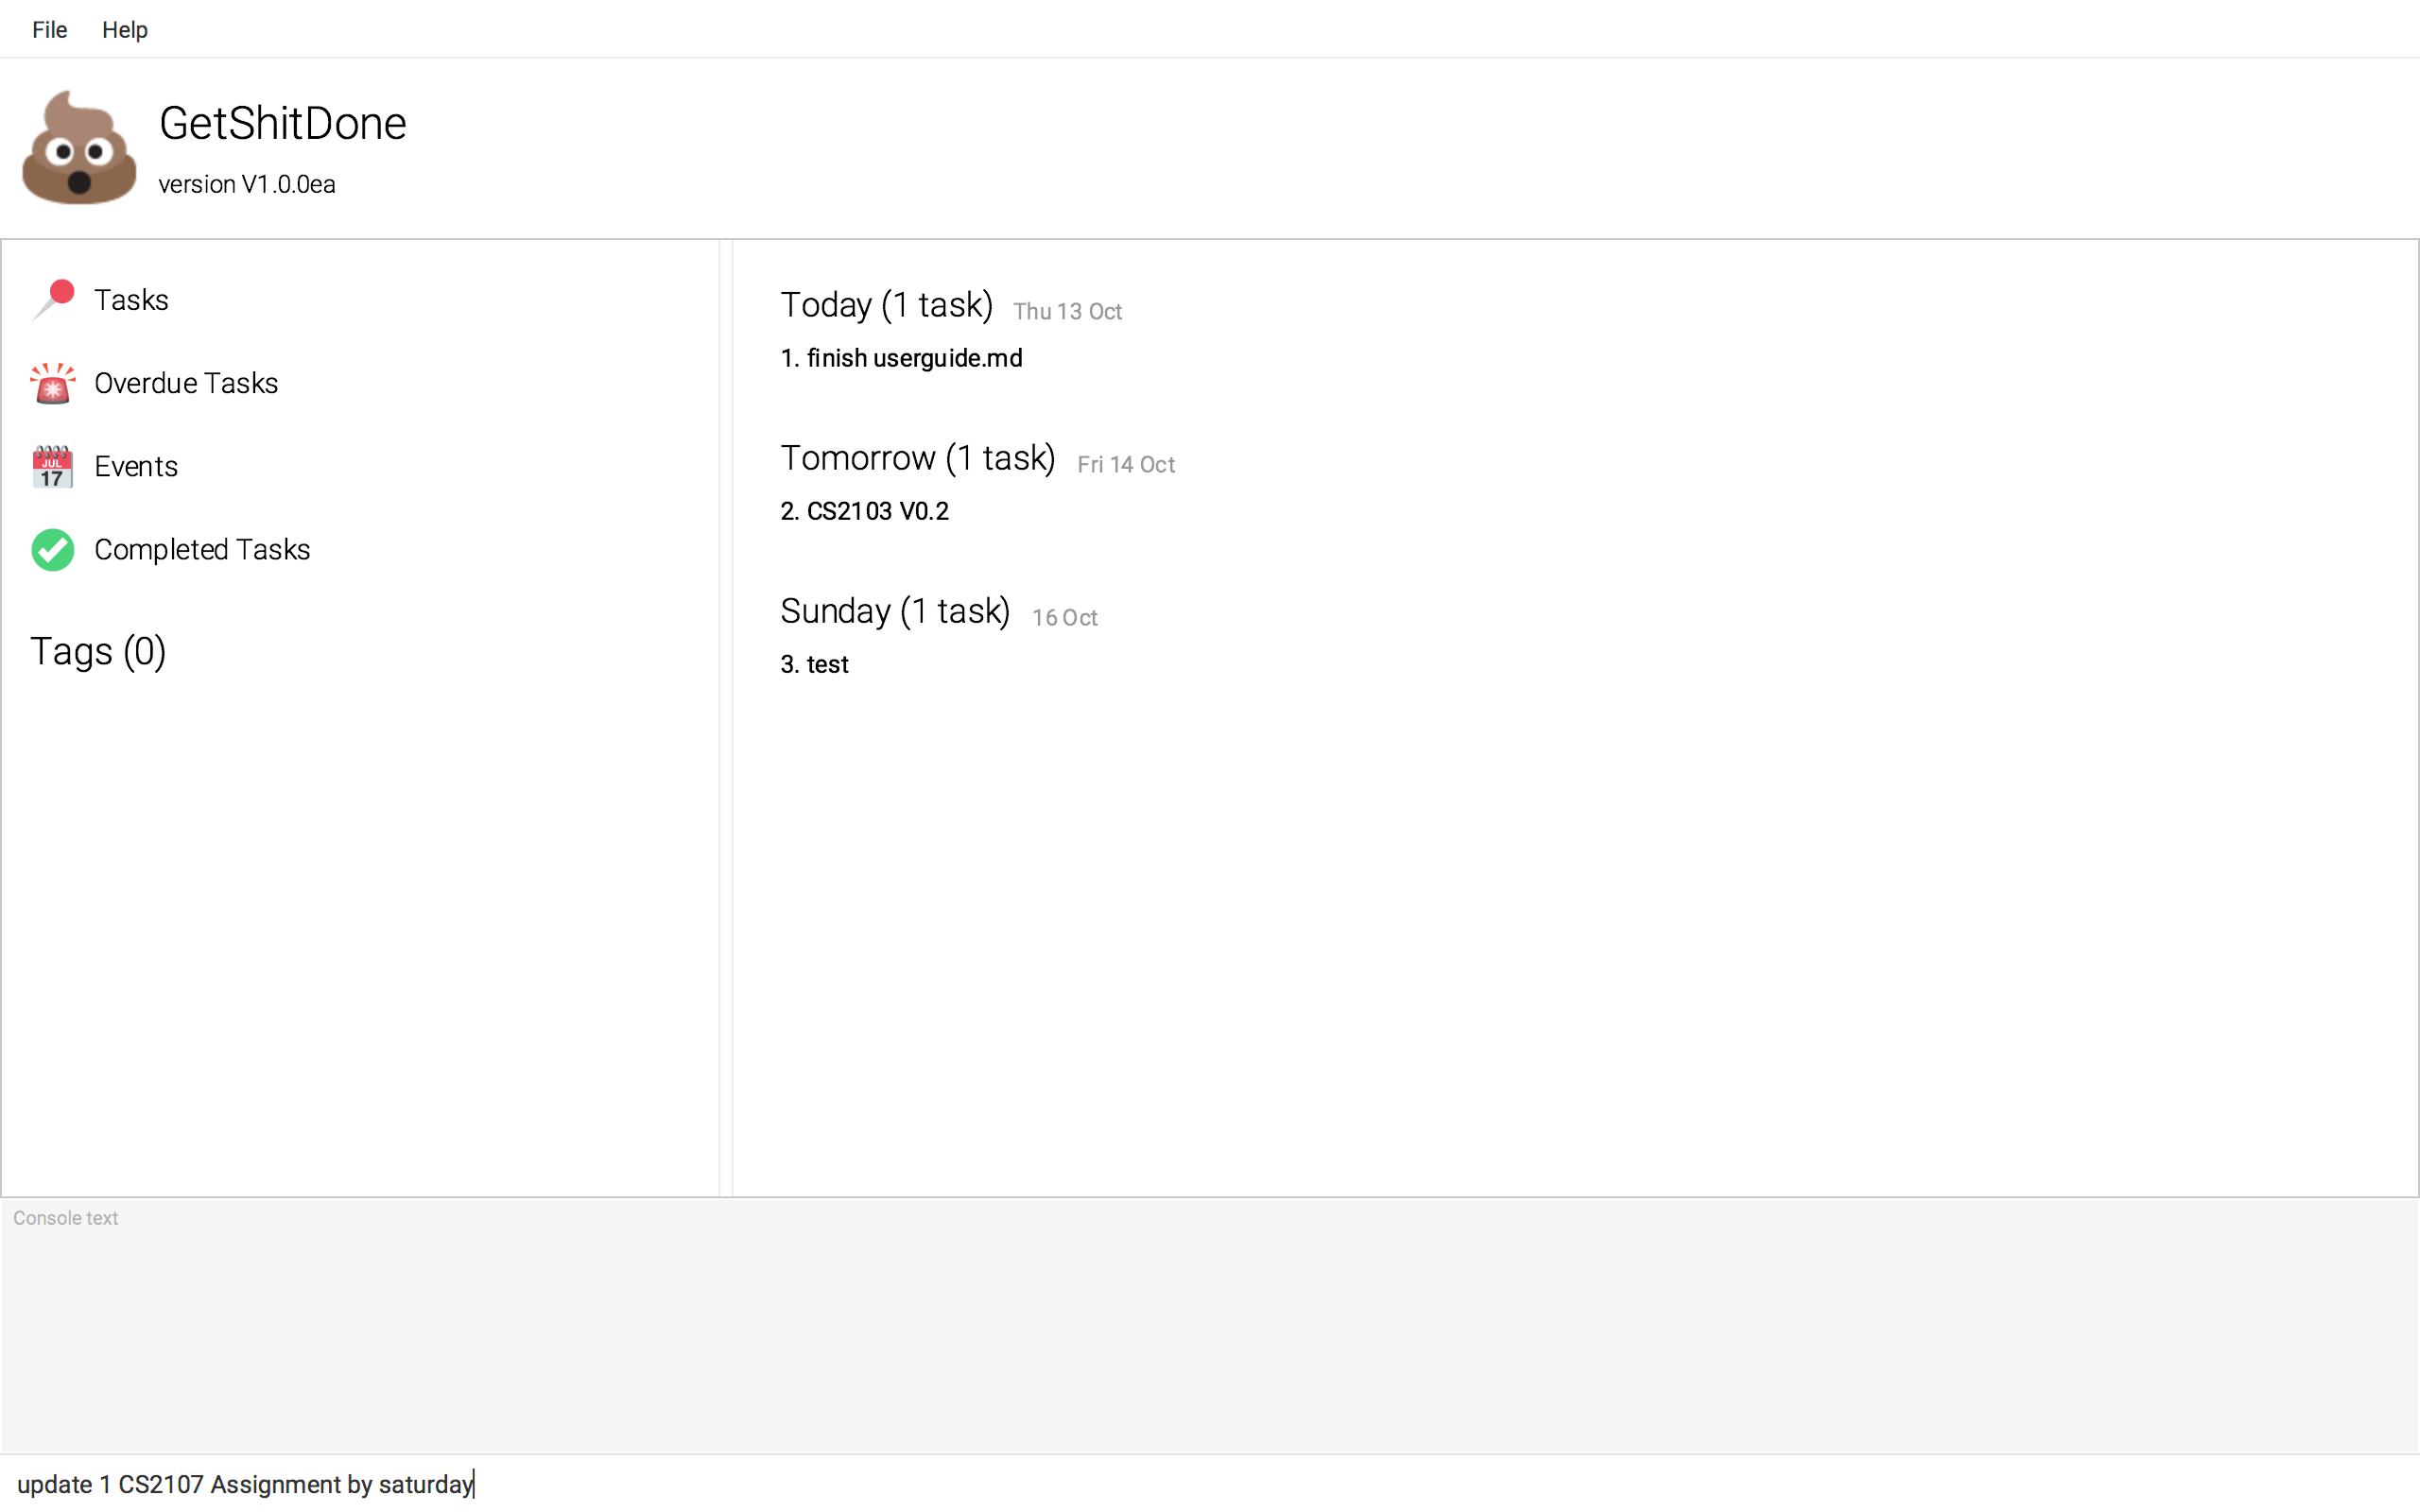 File Help
GetShitDone
version V1.0.0ea
Tasks
Overdue Tasks
JUL
17
Events
Completed Tasks
Tags (0)
Today (1 task) Thu 13 Oct
1. finish userguide.md
Tomorrow (1 task) Fri 14 Oct
2. CS2103 V0.2
Sunday (1 task) 16 Oct
3. test
Console text
update 1 CS2107 Assignment by saturday